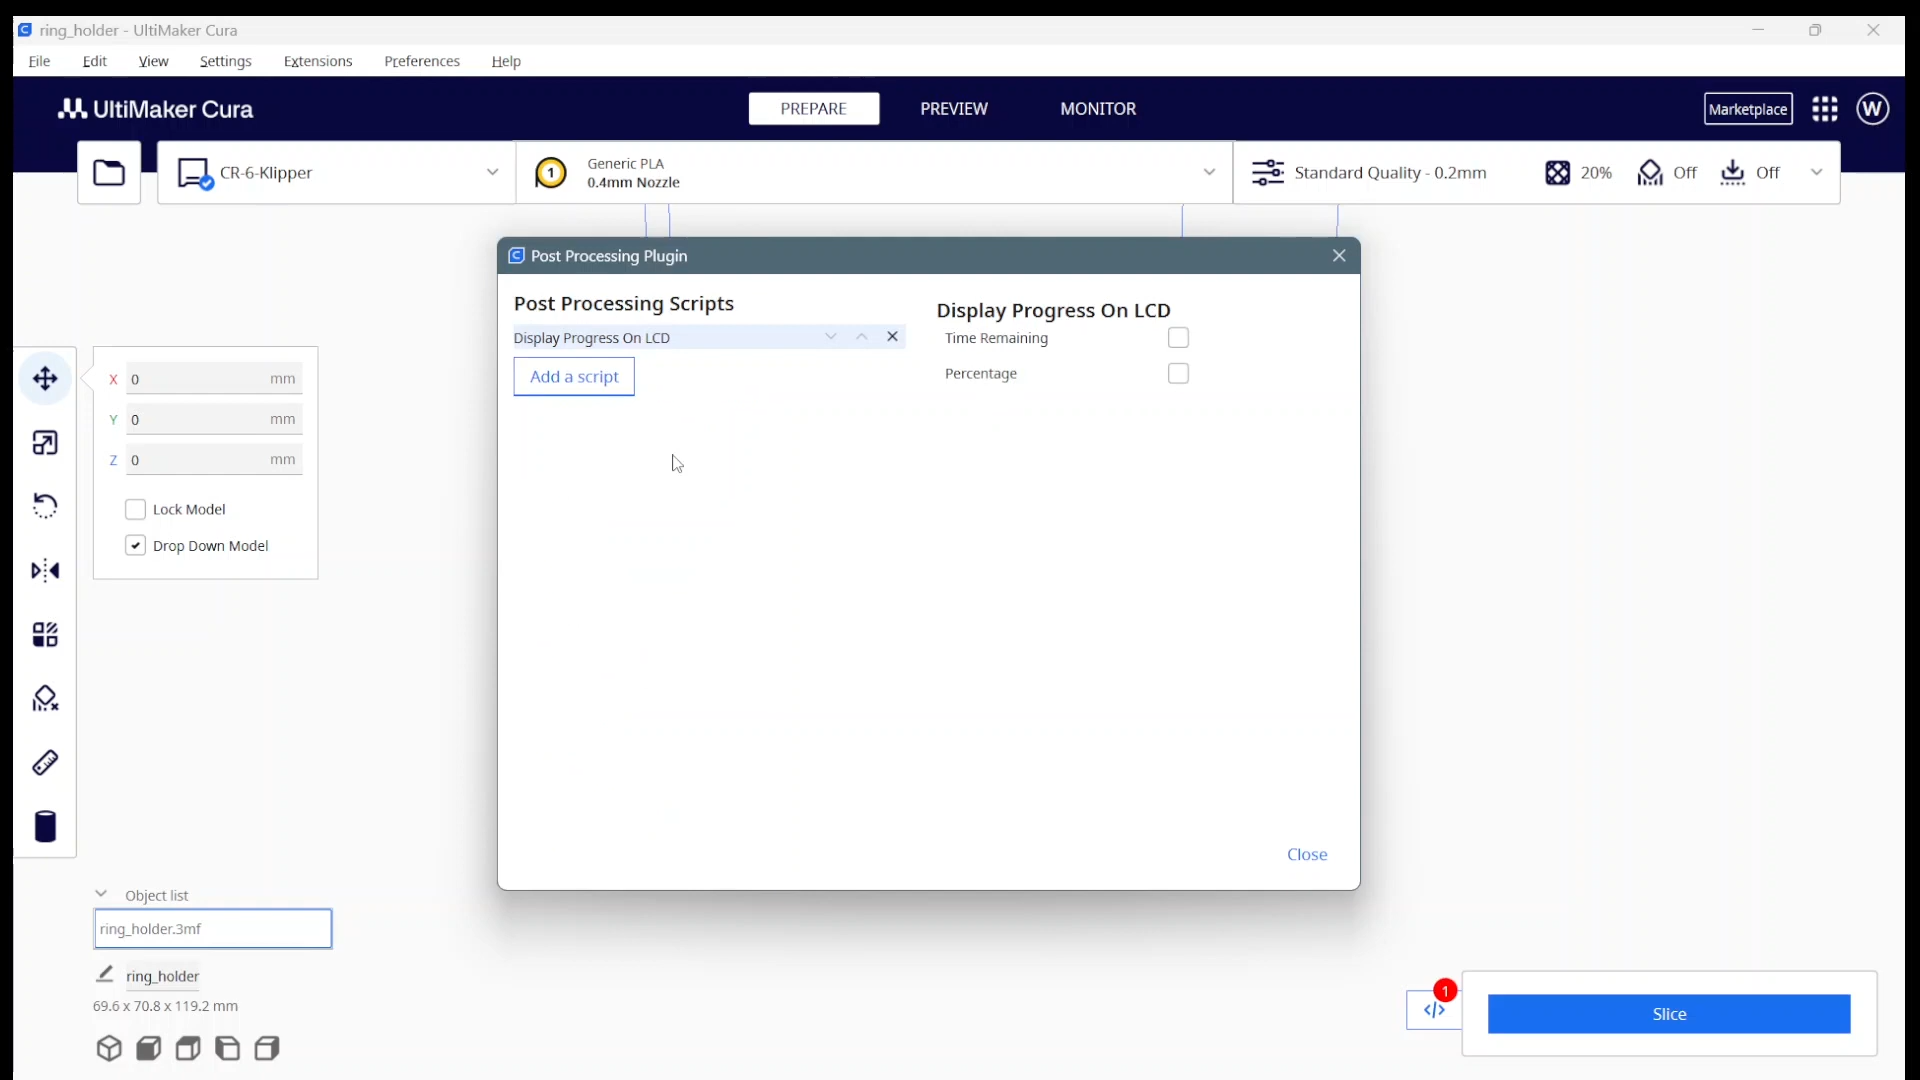 ring_holder - UltiMaker Cura
File Edit View Settings Extensions Preferences Help
UltiMaker Cura
PREPARE PREVIEW MONITOR
Marketplace W
CR-6-Klipper
1
Generic PLA
0.4mm Nozzle
Standard Quality - 0.2mm 20% Off Off
Post Processing Plugin
Post Processing Scripts
Display Progress On LCD
Add a script
Display Progress On LCD
Time Remaining
Percentage
Close
X 0 mm
Y 0 mm
Z 0 mm
Lock Model
Drop Down Model
Object list
ring_holder.3mf
ring_holder
69.6 x 70.8 x 119.2 mm
1
</>
Slice